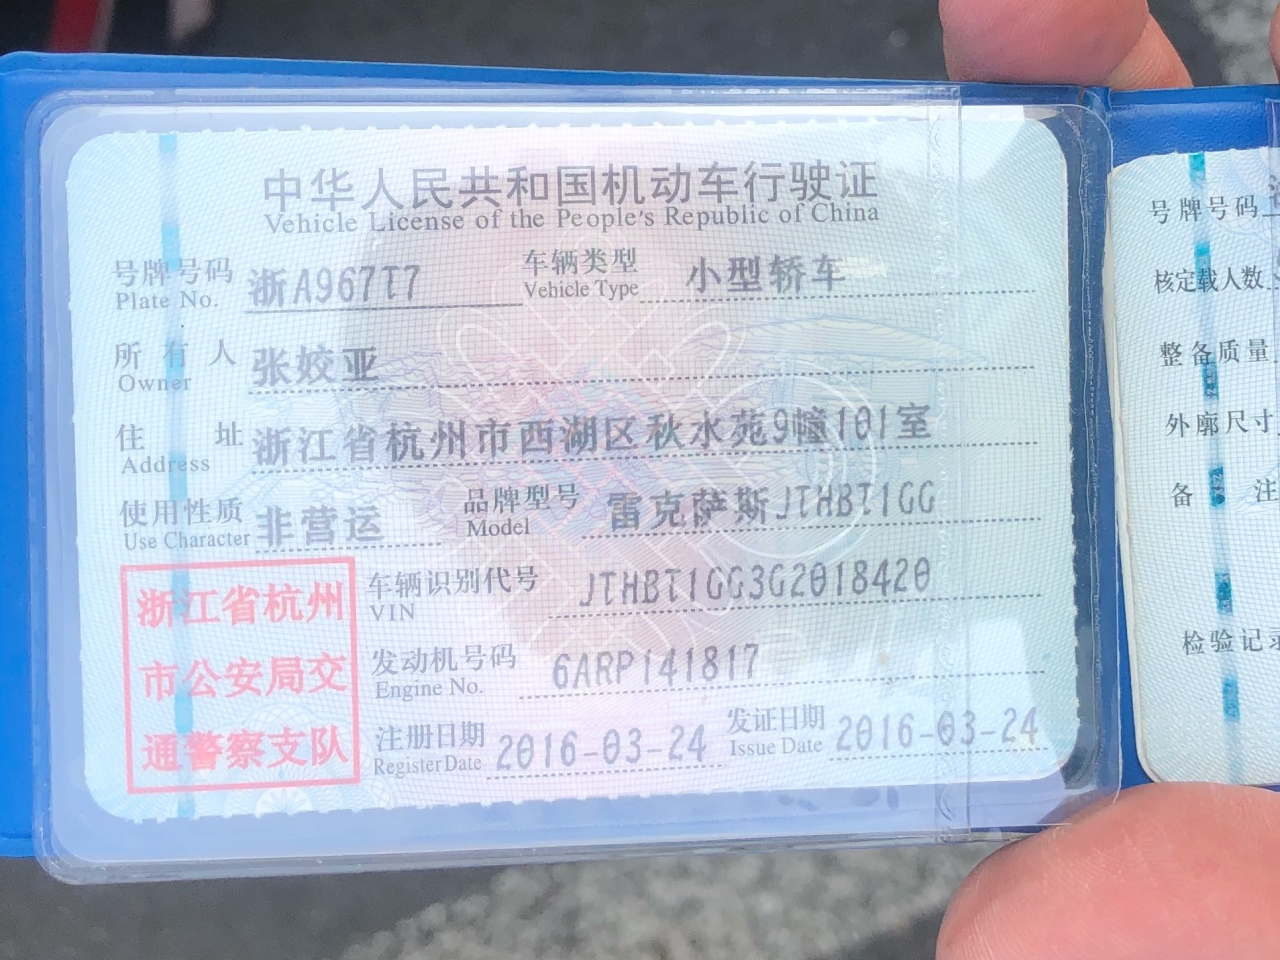 中华人民共和国机动车行驶证
Vehicle License of the People's Republic of China
号牌号码 浙A967T7 车辆类型 小型轿车
Plate No. Vehicle Type
所有人 张姣亚
Owner
住址 浙江省杭州市西湖区秋水苑9幢101室
Address
使用性质 非营运 品牌型号 雷克萨斯JTHBT1GG
Use Character Model
浙江省杭州
市公安局交
通警察支队
车辆识别代号 JTHBT1GG3G2018420
VIN
发动机号码 6ARP141817
Engine No.
注册日期 2016-03-24 发证日期 2016-03-24
Register Date Issue Date
号牌号码
核定载人数
整备质量
外廓尺寸
备注
检验记录